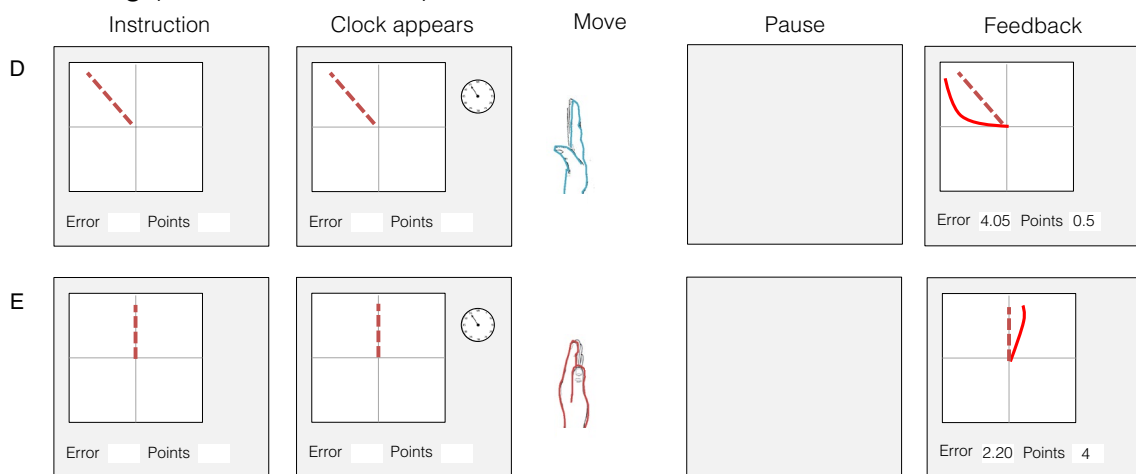 Instruction Clock appears Move Pause Feedback
D
Error Points Error Points Error 4.05 Points 0.5
E
Error Points Error Points Error 2.20 Points 4